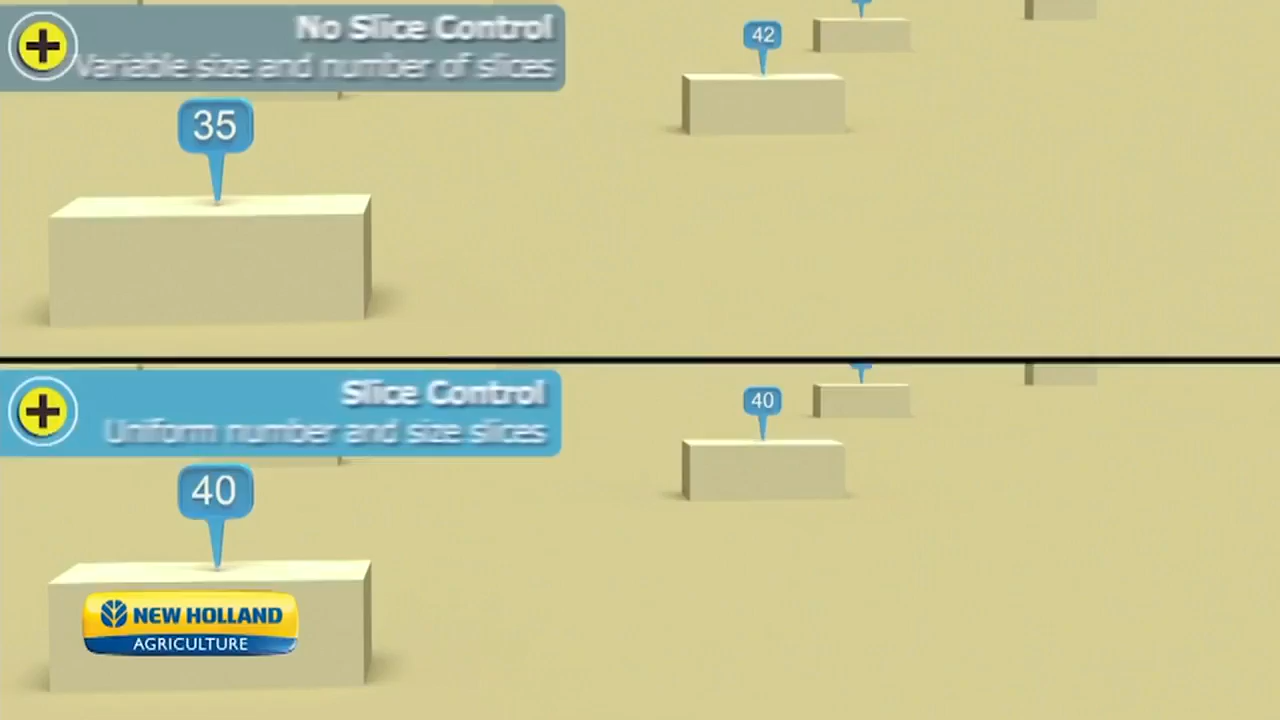 No Slice Control
Variable size and number of slices
42
35
Slice Control
Uniform number and size slices
40
40
NEW HOLLAND
AGRICULTURE